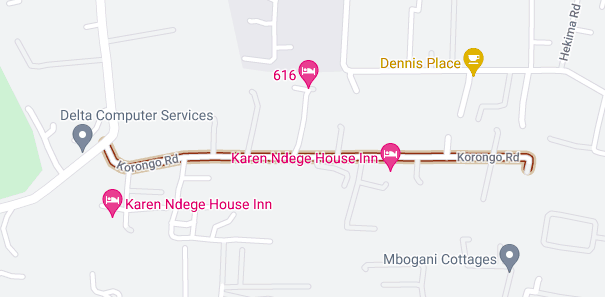 Hekima Rd
Dennis Place
616
Delta Computer Services
Korongo Rd
Karen Ndege House Inn
Korongo Rd
Karen Ndege House Inn
Mbogani Cottages